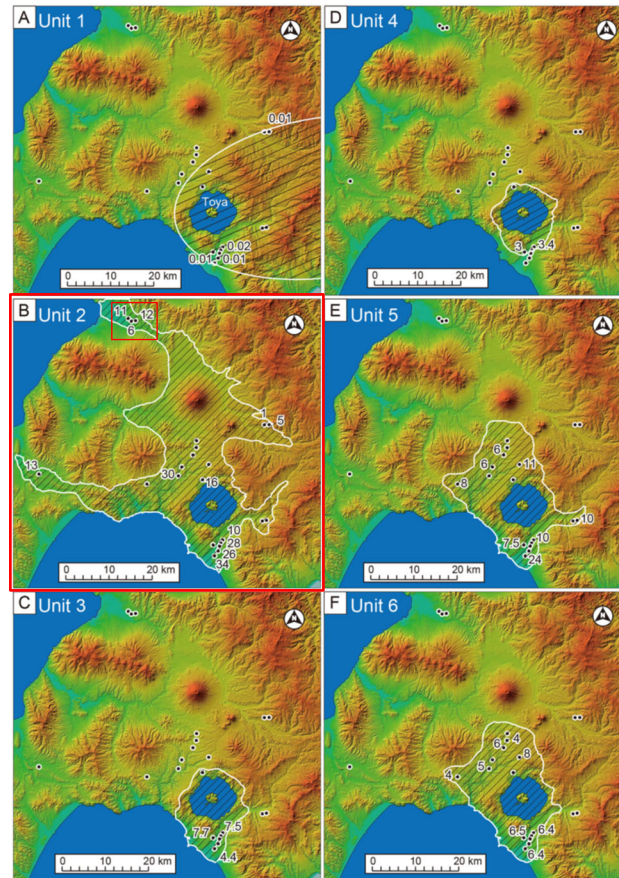 A Unit 1
0.01
Toya
0.02
0.01 0.01
0 10 20 km
D Unit 4
3 3.4
0 10 20 km
B Unit 2
11 12
6
1
5
13
30
16
10
28
26
34
0 10 20 km
E Unit 5
6
6 11
8
10
10
7.5
24
0 10 20 km
C Unit 3
7.5
7.7
4.4
0 10 20 km
F Unit 6
4
6
8
5
4
6.5 6.4
6.4
0 10 20 km